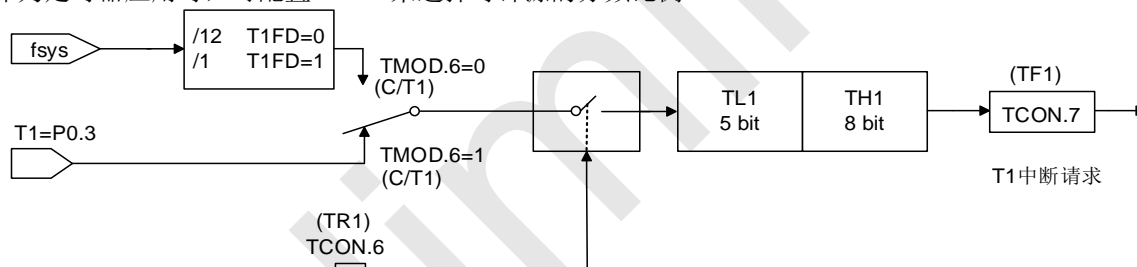 fsys
/12 T1FD=0
/1 T1FD=1
TMOD.6=0
(C/T1)
T1=P0.3
TMOD.6=1
(C/T1)
TL1
5 bit
TH1
8 bit
(TF1)
TCON.7
T1中断请求
(TR1)
TCON.6